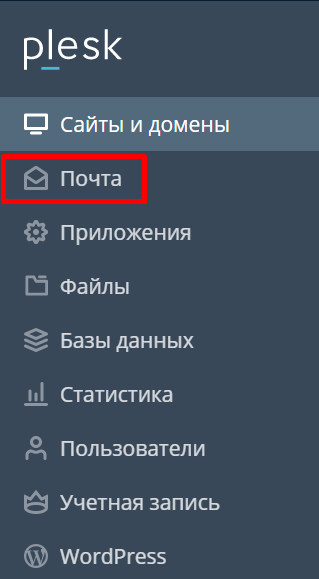 plesk
Сайты и домены
Почта
Приложения
Файлы
Базы данных
Статистика
Пользователи
Учетная запись
WordPress